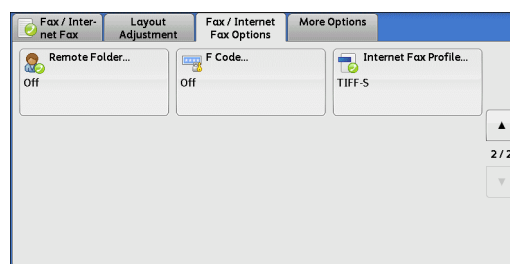 Fax / Inter-
net Fax
Layout
Adjustment
Fax / Internet
Fax Options
More Options
Remote Folder...
Off
F Code...
Off
Internet Fax Profile...
TIFF-S
2 / 2